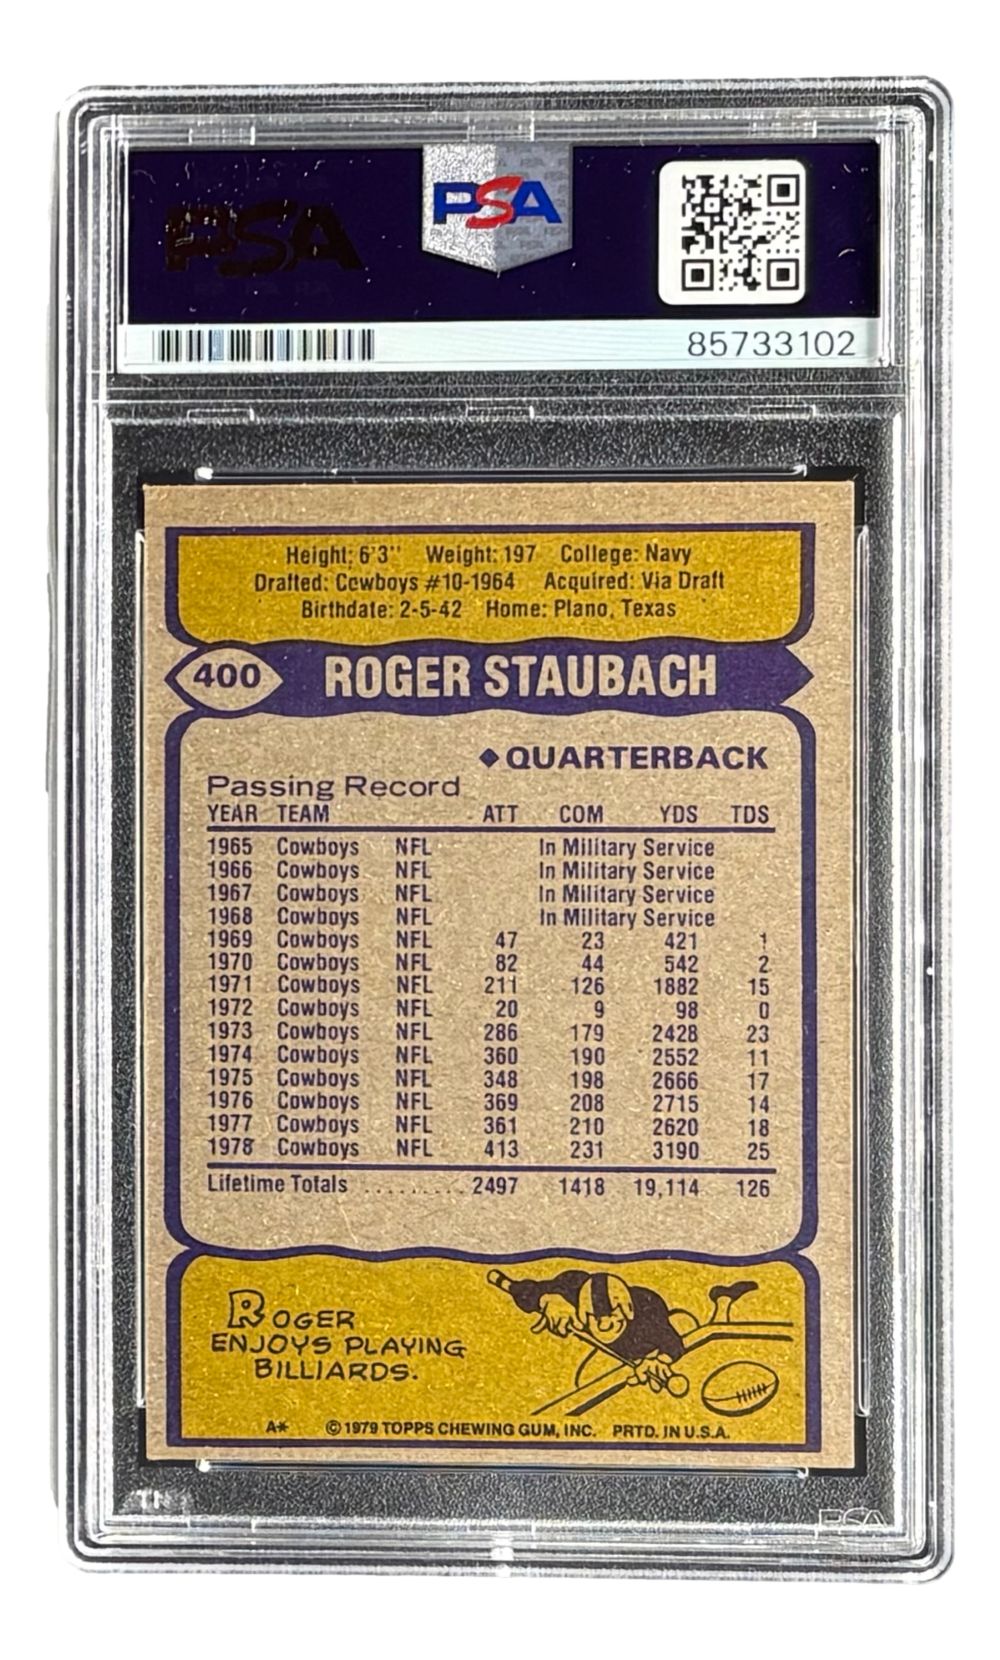 PSA
PSA
85733102
Height: 6'3" Weight: 197 College: Navy
Drafted: Cowboys #10-1964 Acquired: Via Draft
Birthdate: 2-5-42 Home: Plano, Texas
400 ROGER STAUBACH
◆ QUARTERBACK
Passing Record
YEAR TEAM ATT COM YDS TDS
1965 Cowboys NFL In Military Service
1966 Cowboys NFL In Military Service
1967 Cowboys NFL In Military Service
1968 Cowboys NFL In Military Service
1969 Cowboys NFL 47 23 421 1
1970 Cowboys NFL 82 44 542 2
1971 Cowboys NFL 211 126 1882 15
1972 Cowboys NFL 20 9 98 0
1973 Cowboys NFL 286 179 2428 23
1974 Cowboys NFL 360 190 2552 11
1975 Cowboys NFL 348 198 2666 17
1976 Cowboys NFL 369 208 2715 14
1977 Cowboys NFL 361 210 2620 18
1978 Cowboys NFL 413 231 3190 25
Lifetime Totals ......... 2497 1418 19,114 126
ROGER
ENJOYS PLAYING
BILLIARDS.
A* © 1979 TOPPS CHEWING GUM, INC. PRTD. IN U.S.A.
PSA